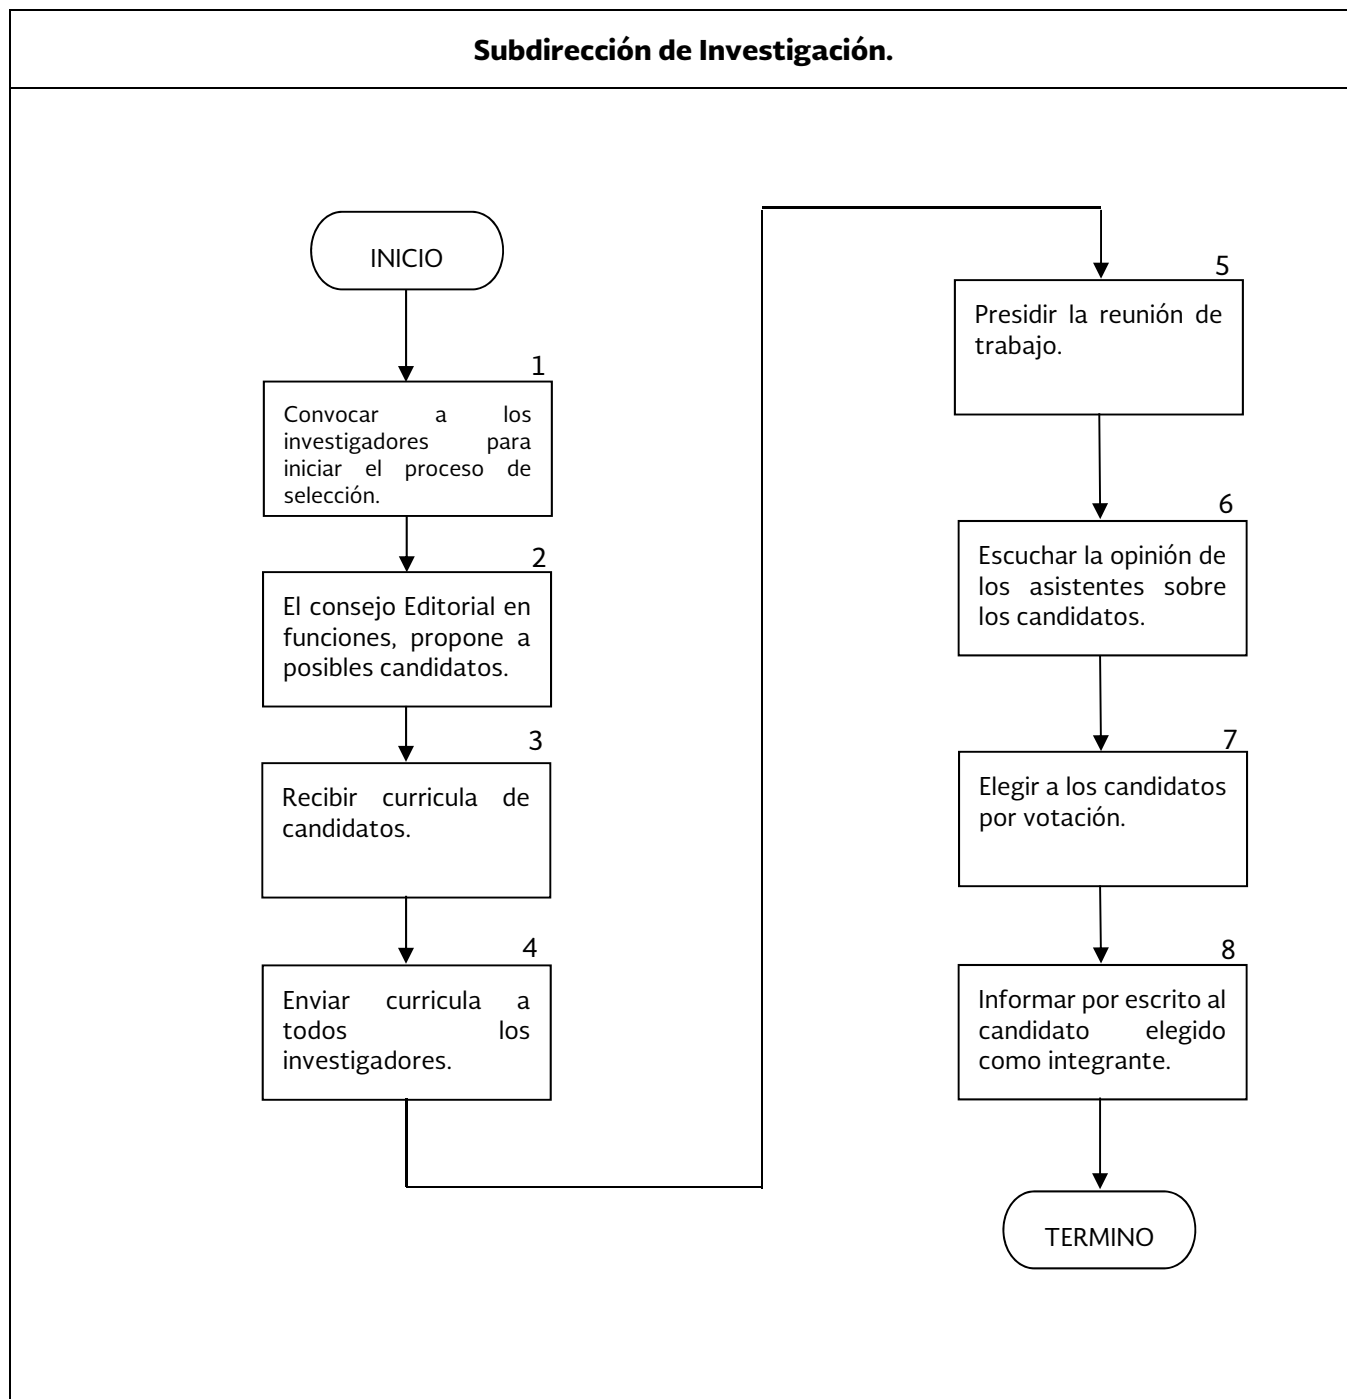 Subdirección de Investigación.
INICIO
1
Convocar a los
investigadores para
iniciar el proceso de
selección.
2
El consejo Editorial en
funciones, propone a
posibles candidatos.
3
Recibir curricula de
candidatos.
4
Enviar curricula a
todos los
investigadores.
5
Presidir la reunión de
trabajo.
6
Escuchar la opinión de
los asistentes sobre
los candidatos.
7
Elegir a los candidatos
por votación.
8
Informar por escrito al
candidato elegido
como integrante.
TERMINO